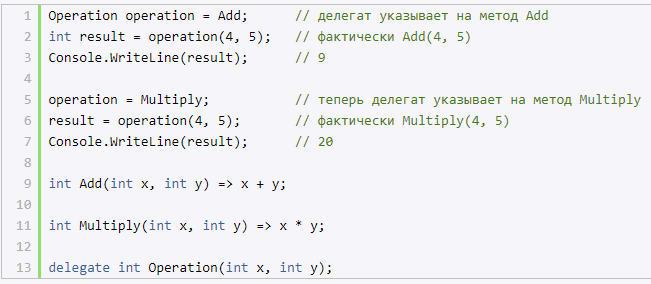 1 Operation operation = Add;      // делегат указывает на метод Add
2 int result = operation(4, 5);   // фактически Add(4, 5)
3 Console.WriteLine(result);      // 9
4
5 operation = Multiply;           // теперь делегат указывает на метод Multiply
6 result = operation(4, 5);       // фактически Multiply(4, 5)
7 Console.WriteLine(result);      // 20
8
9 int Add(int x, int y) => x + y;
10
11 int Multiply(int x, int y) => x * y;
12
13 delegate int Operation(int x, int y);